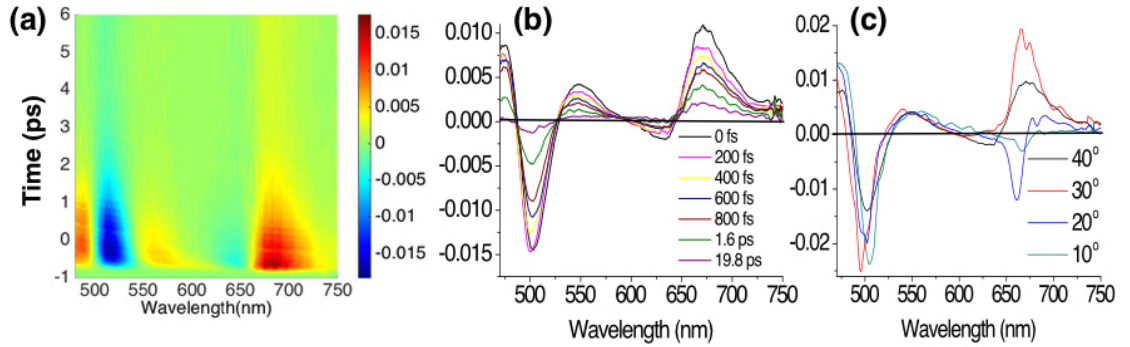 (a)
6
5
4
3
2
1
0
-1
Time (ps)
500 550 600 650 700 750
Wavelength(nm)
0.015
0.01
0.005
0
-0.005
-0.01
-0.015
(b)
0.010
0.005
0.000
-0.005
-0.010
-0.015
0 fs
200 fs
400 fs
600 fs
800 fs
1.6 ps
19.8 ps
500 550 600 650 700 750
Wavelength (nm)
(c)
0.02
0.01
0.00
-0.01
-0.02
40°
30°
20°
10°
500 550 600 650 700 750
Wavelength (nm)